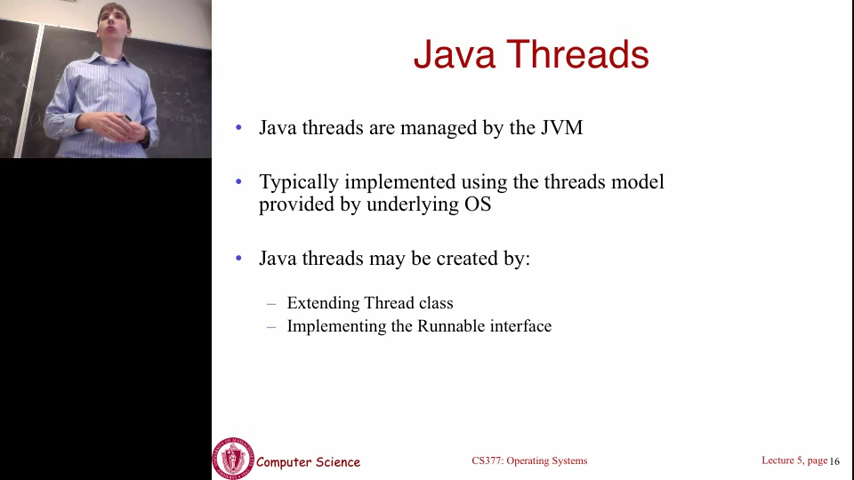 Java Threads
• Java threads are managed by the JVM
• Typically implemented using the threads model
provided by underlying OS
• Java threads may be created by:
– Extending Thread class
– Implementing the Runnable interface
Computer Science
CS377: Operating Systems
Lecture 5, page 16